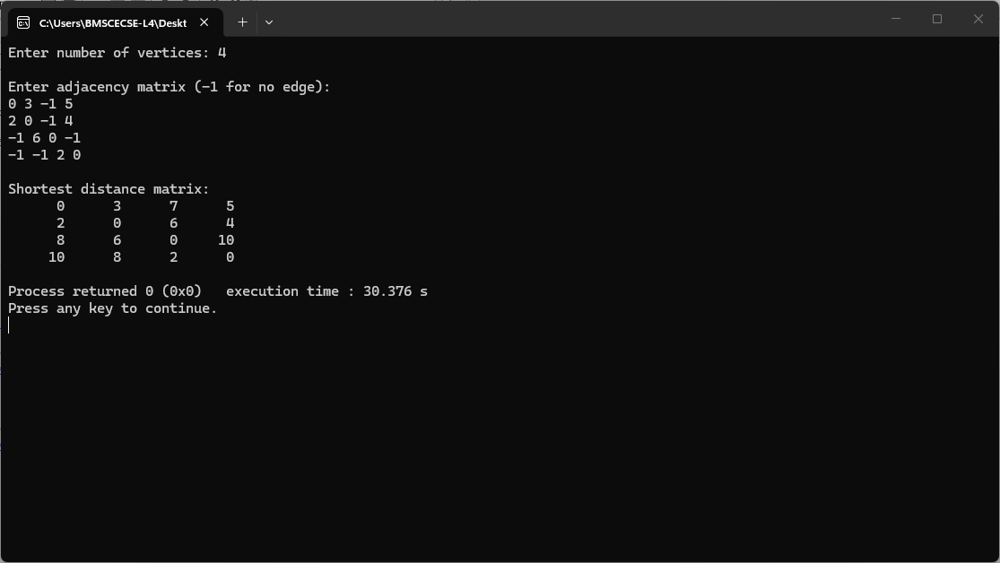 C:\Users\BMSCECSE-L4\Deskt
Enter number of vertices: 4
Enter adjacency matrix (-1 for no edge):
0 3 -1 5
2 0 -1 4
-1 6 0 -1
-1 -1 2 0
Shortest distance matrix:
0 3 7 5
2 0 6 4
8 6 0 10
10 8 2 0
Process returned 0 (0x0)   execution time : 30.376 s
Press any key to continue.